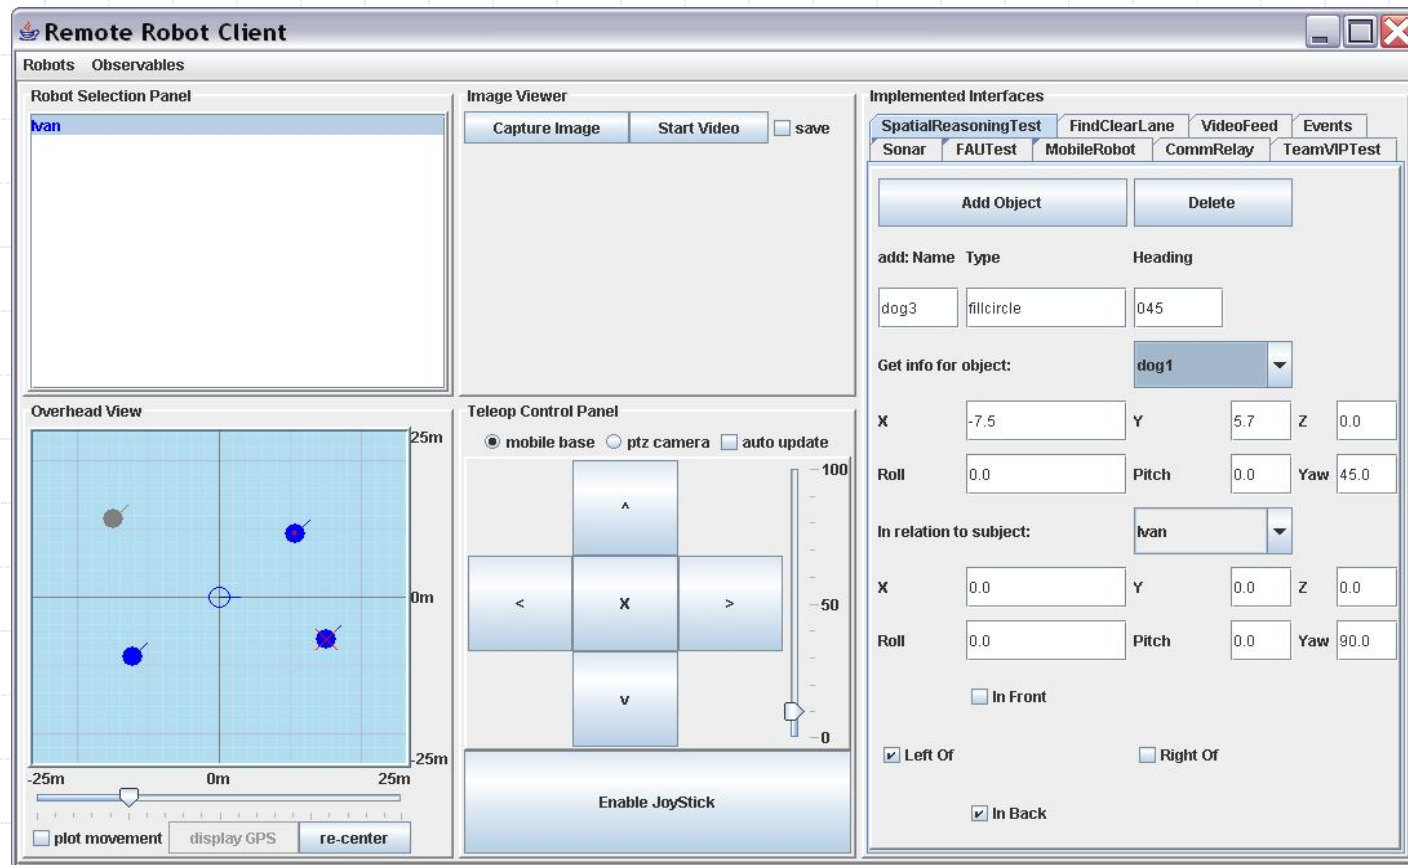 Remote Robot Client
Robots Observables
Robot Selection Panel
Ivan
Image Viewer
Capture Image Start Video save
Implemented Interfaces
SpatialReasoningTest FindClearLane VideoFeed Events
Sonar FAUTest MobileRobot CommRelay TeamVIPTest
Add Object Delete
add: Name Type Heading
dog3 fillcircle 045
Get info for object: dog1
X -7.5 Y 5.7 Z 0.0
Roll 0.0 Pitch 0.0 Yaw 45.0
In relation to subject: Ivan
X 0.0 Y 0.0 Z 0.0
Roll 0.0 Pitch 0.0 Yaw 90.0
In Front
Left Of Right Of
In Back
Overhead View
25m
0m
-25m
-25m 0m 25m
plot movement display GPS re-center
Teleop Control Panel
mobile base ptz camera auto update
100
^
< X > 50
v
0
Enable JoyStick